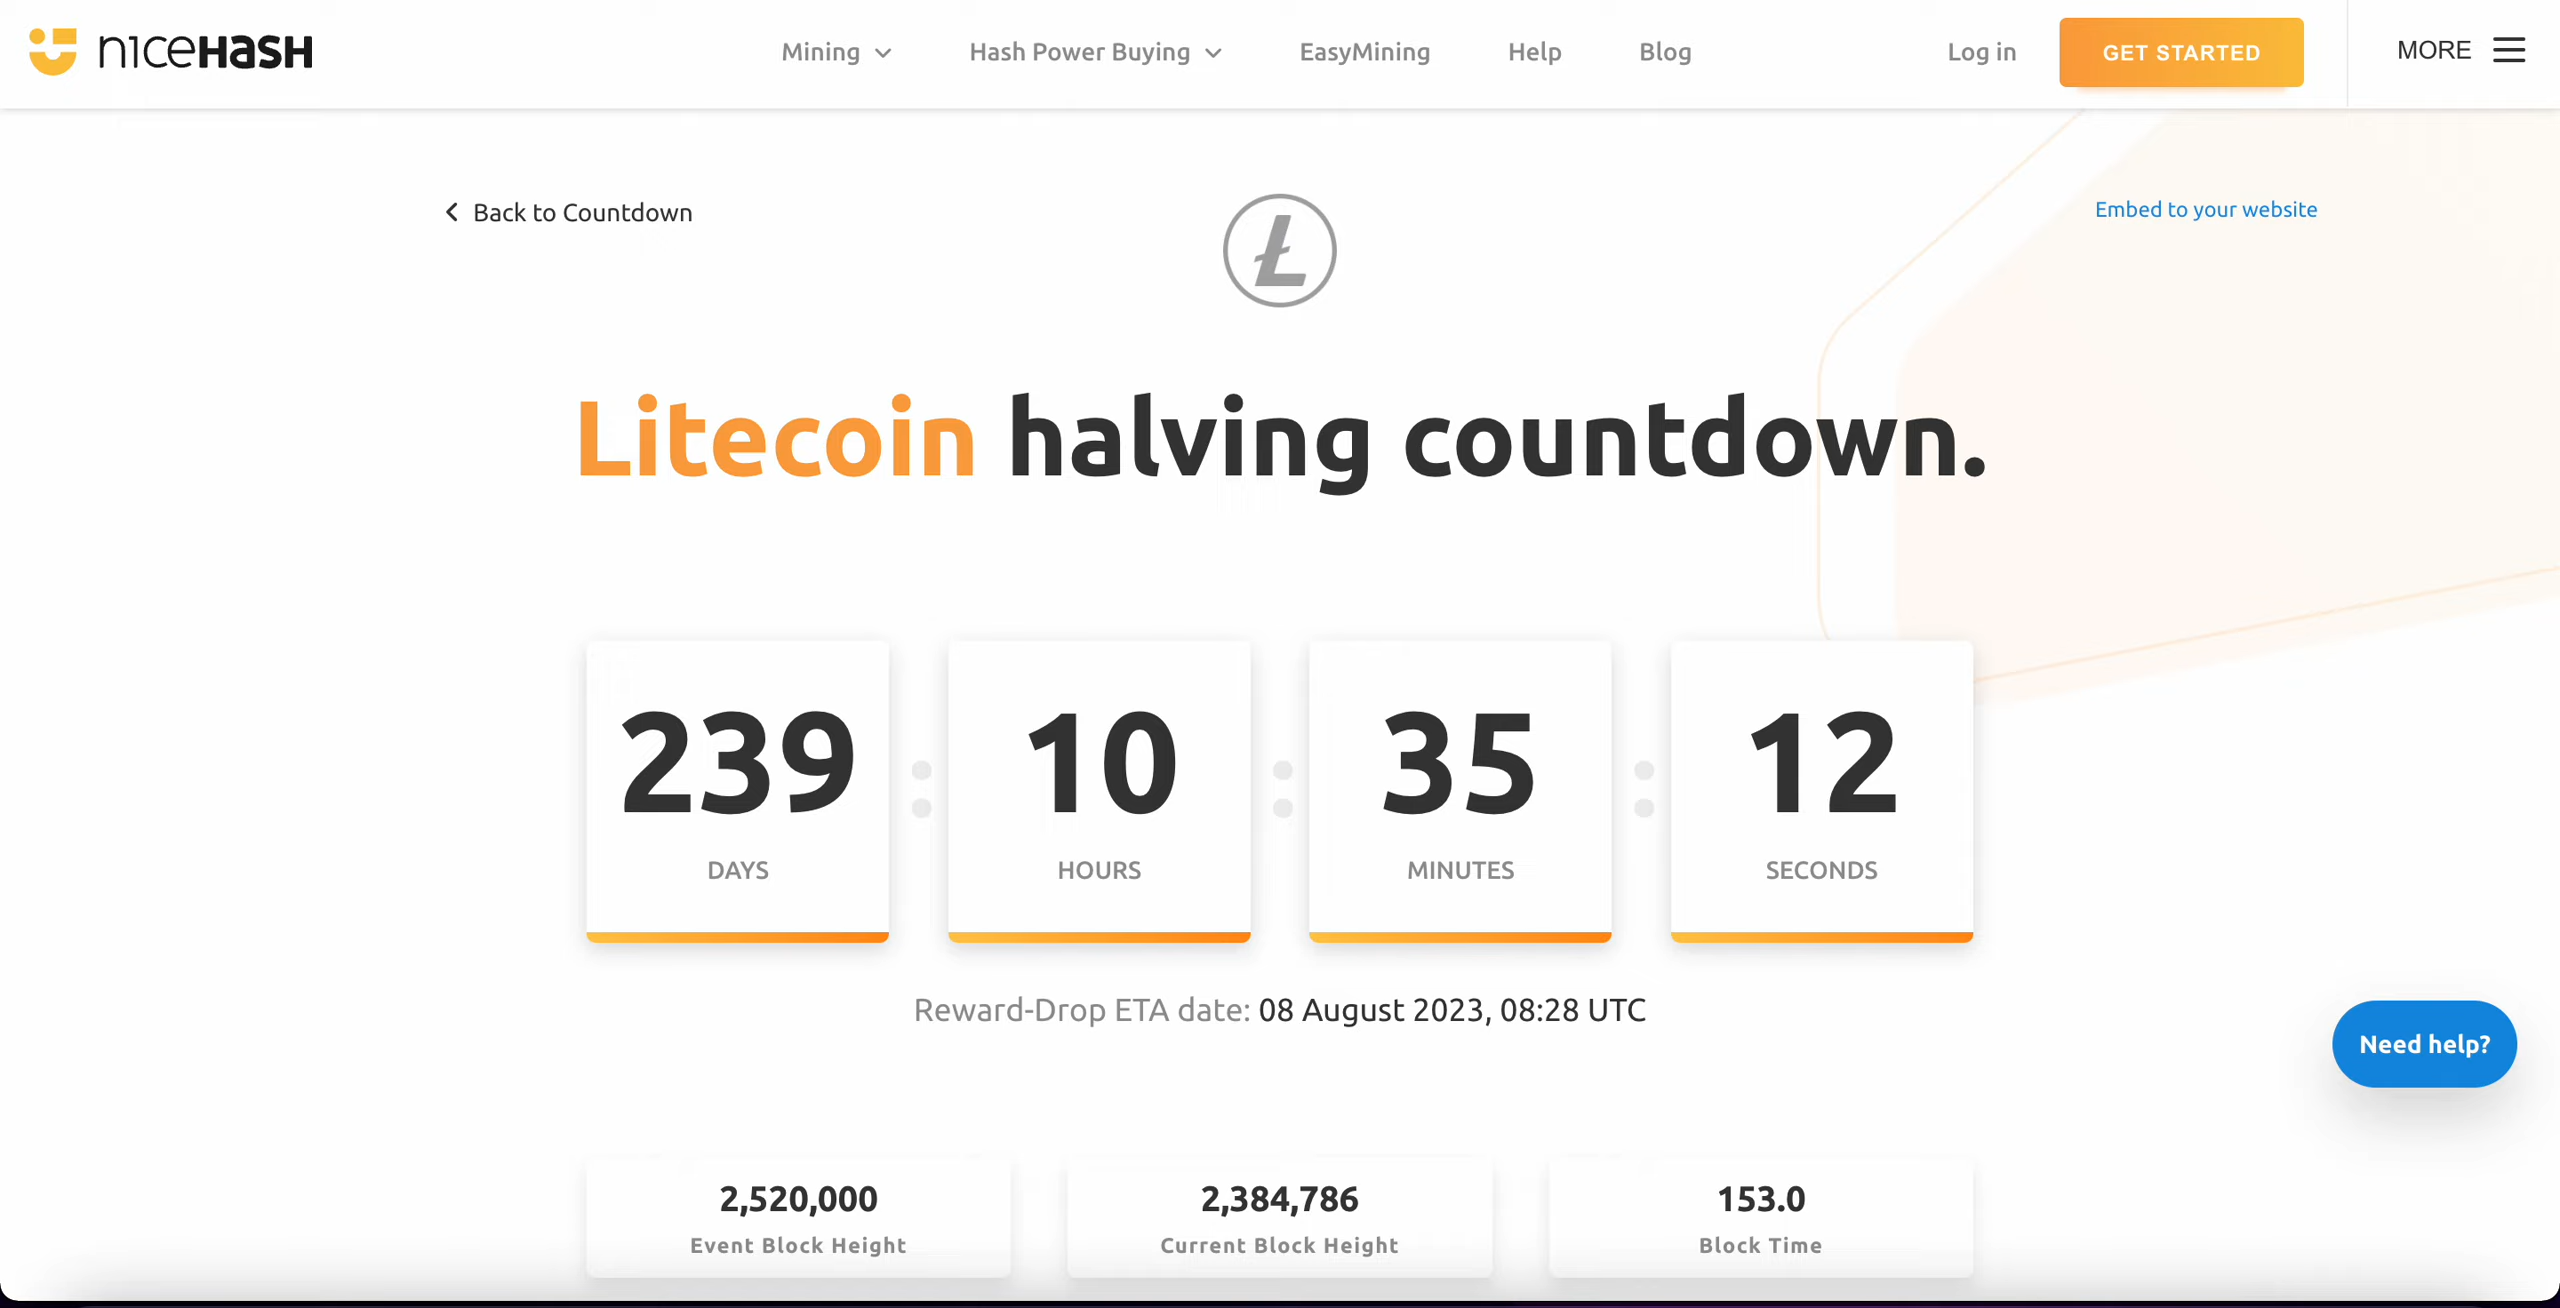 nıceHaSH
Mining
Hash Power Buying
EasyMining
Help
Blog
Log in
GET STARTED
MORE
Back to Countdown
Embed to your website
Litecoin halving countdown.
239 : 10 : 35 : 12
DAYS HOURS MINUTES SECONDS
Reward-Drop ETA date: 08 August 2023, 08:28 UTC
Need help?
2,520,000
Event Block Height
2,384,786
Current Block Height
153.0
Block Time